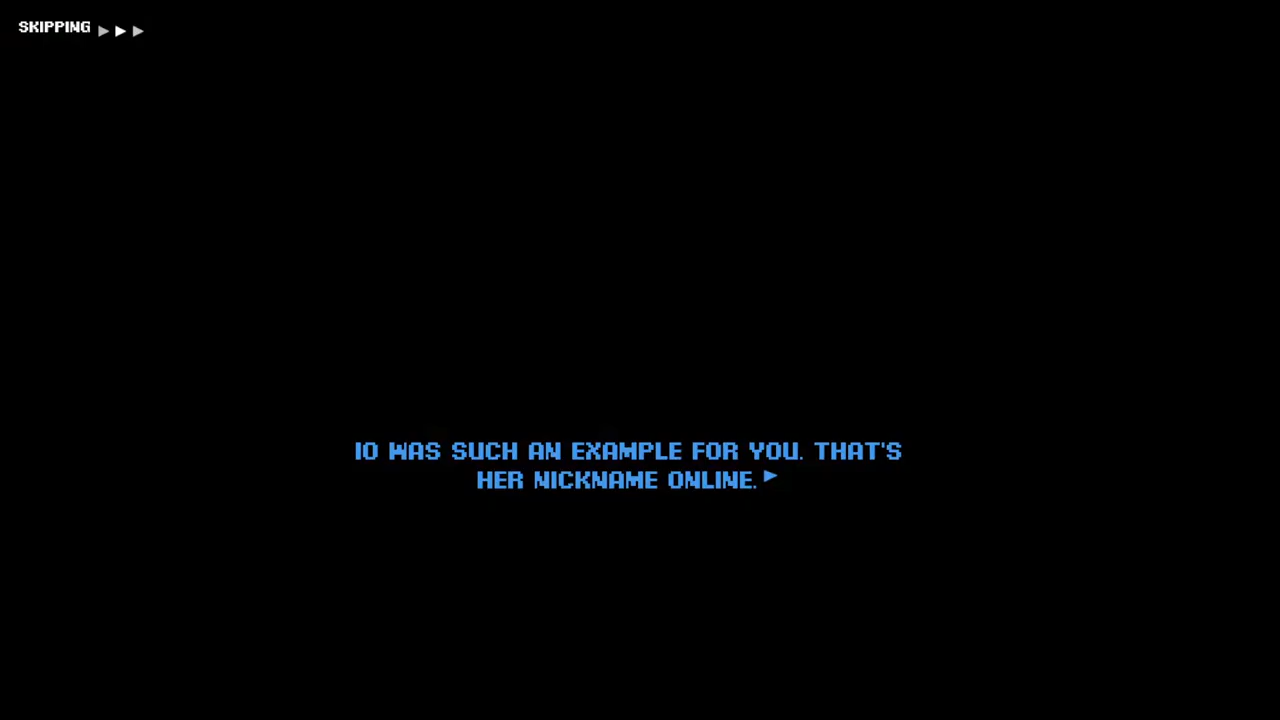 SKIPPING
IO WAS SUCH AN EXAMPLE FOR YOU. THAT'S
HER NICKNAME ONLINE.